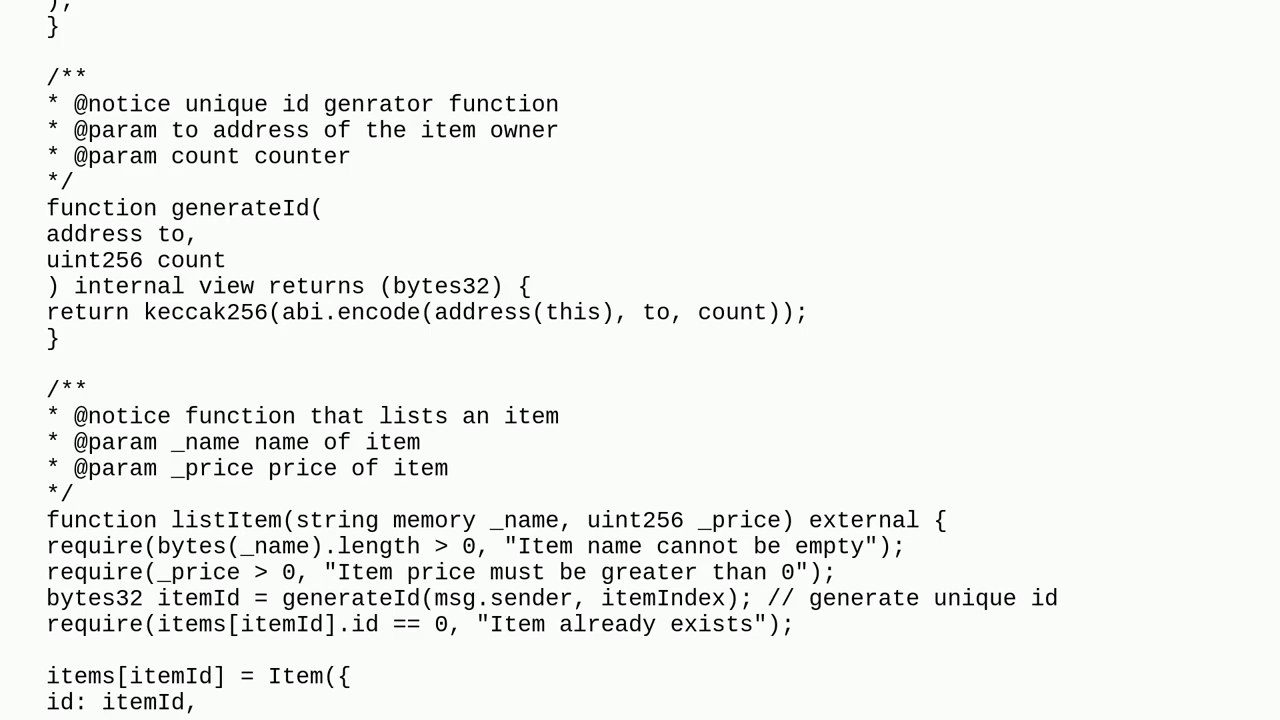 );
}
/**
* @notice unique id genrator function
* @param to address of the item owner
* @param count counter
*/
function generateId(
address to,
uint256 count
) internal view returns (bytes32) {
return keccak256(abi.encode(address(this), to, count));
}
/**
* @notice function that lists an item
* @param _name name of item
* @param _price price of item
*/
function listItem(string memory _name, uint256 _price) external {
require(bytes(_name).length > 0, "Item name cannot be empty");
require(_price > 0, "Item price must be greater than 0");
bytes32 itemId = generateId(msg.sender, itemIndex); // generate unique id
require(items[itemId].id == 0, "Item already exists");
items[itemId] = Item({
id: itemId,